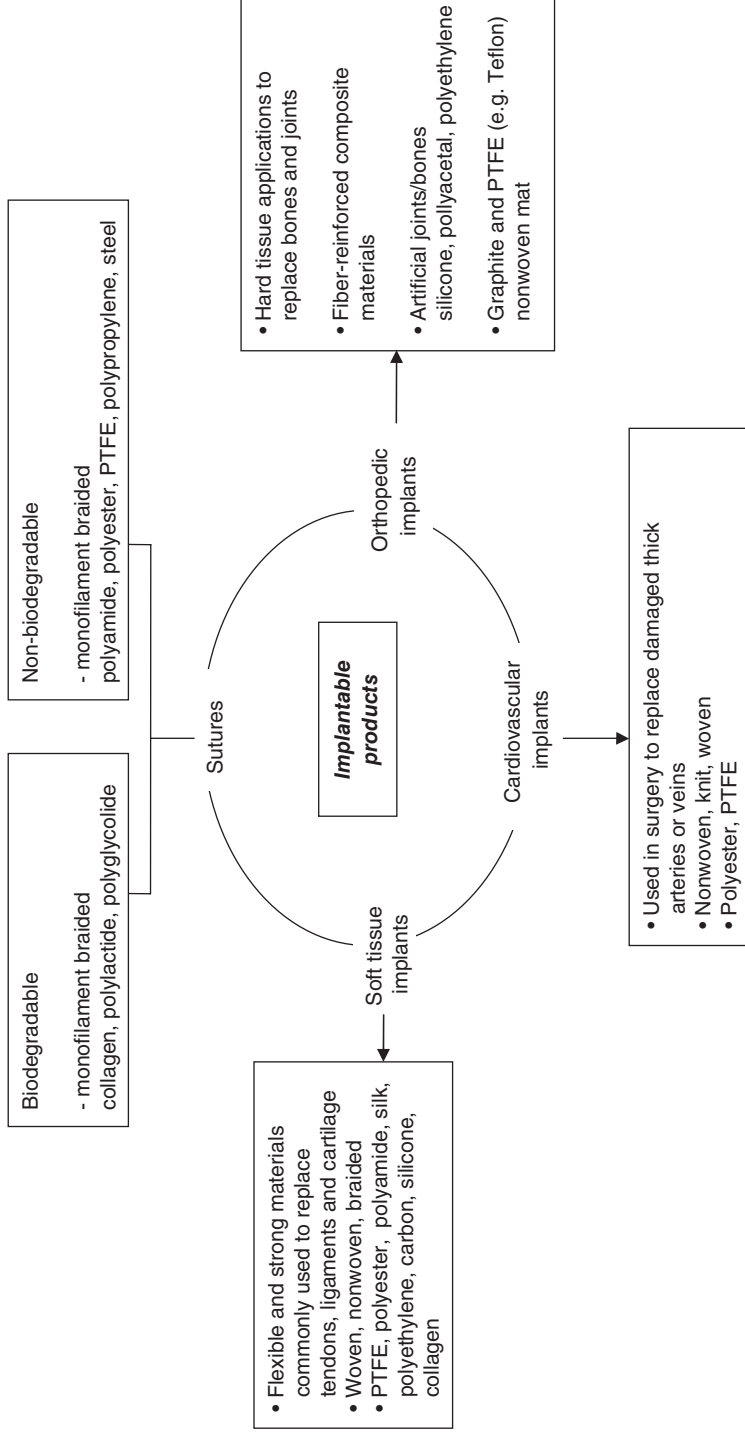 Biodegradable
- monofilament braided
collagen, polylactide, polyglycolide
Non-biodegradable
- monofilament braided
polyamide, polyester, PTFE, polypropylene, steel
Sutures
Implantable
products
Soft tissue
implants
Orthopedic
implants
Cardiovascular
implants
• Flexible and strong materials
commonly used to replace
tendons, ligaments and cartilage
• Woven, nonwoven, braided
• PTFE, polyester, polyamide, silk,
polyethylene, carbon, silicone,
collagen
• Hard tissue applications to
replace bones and joints
• Fiber-reinforced composite
materials
• Artificial joints/bones
silicone, pollyacetal, polyethylene
• Graphite and PTFE (e.g. Teflon)
nonwoven mat
• Used in surgery to replace damaged thick
arteries or veins
• Nonwoven, knit, woven
• Polyester, PTFE